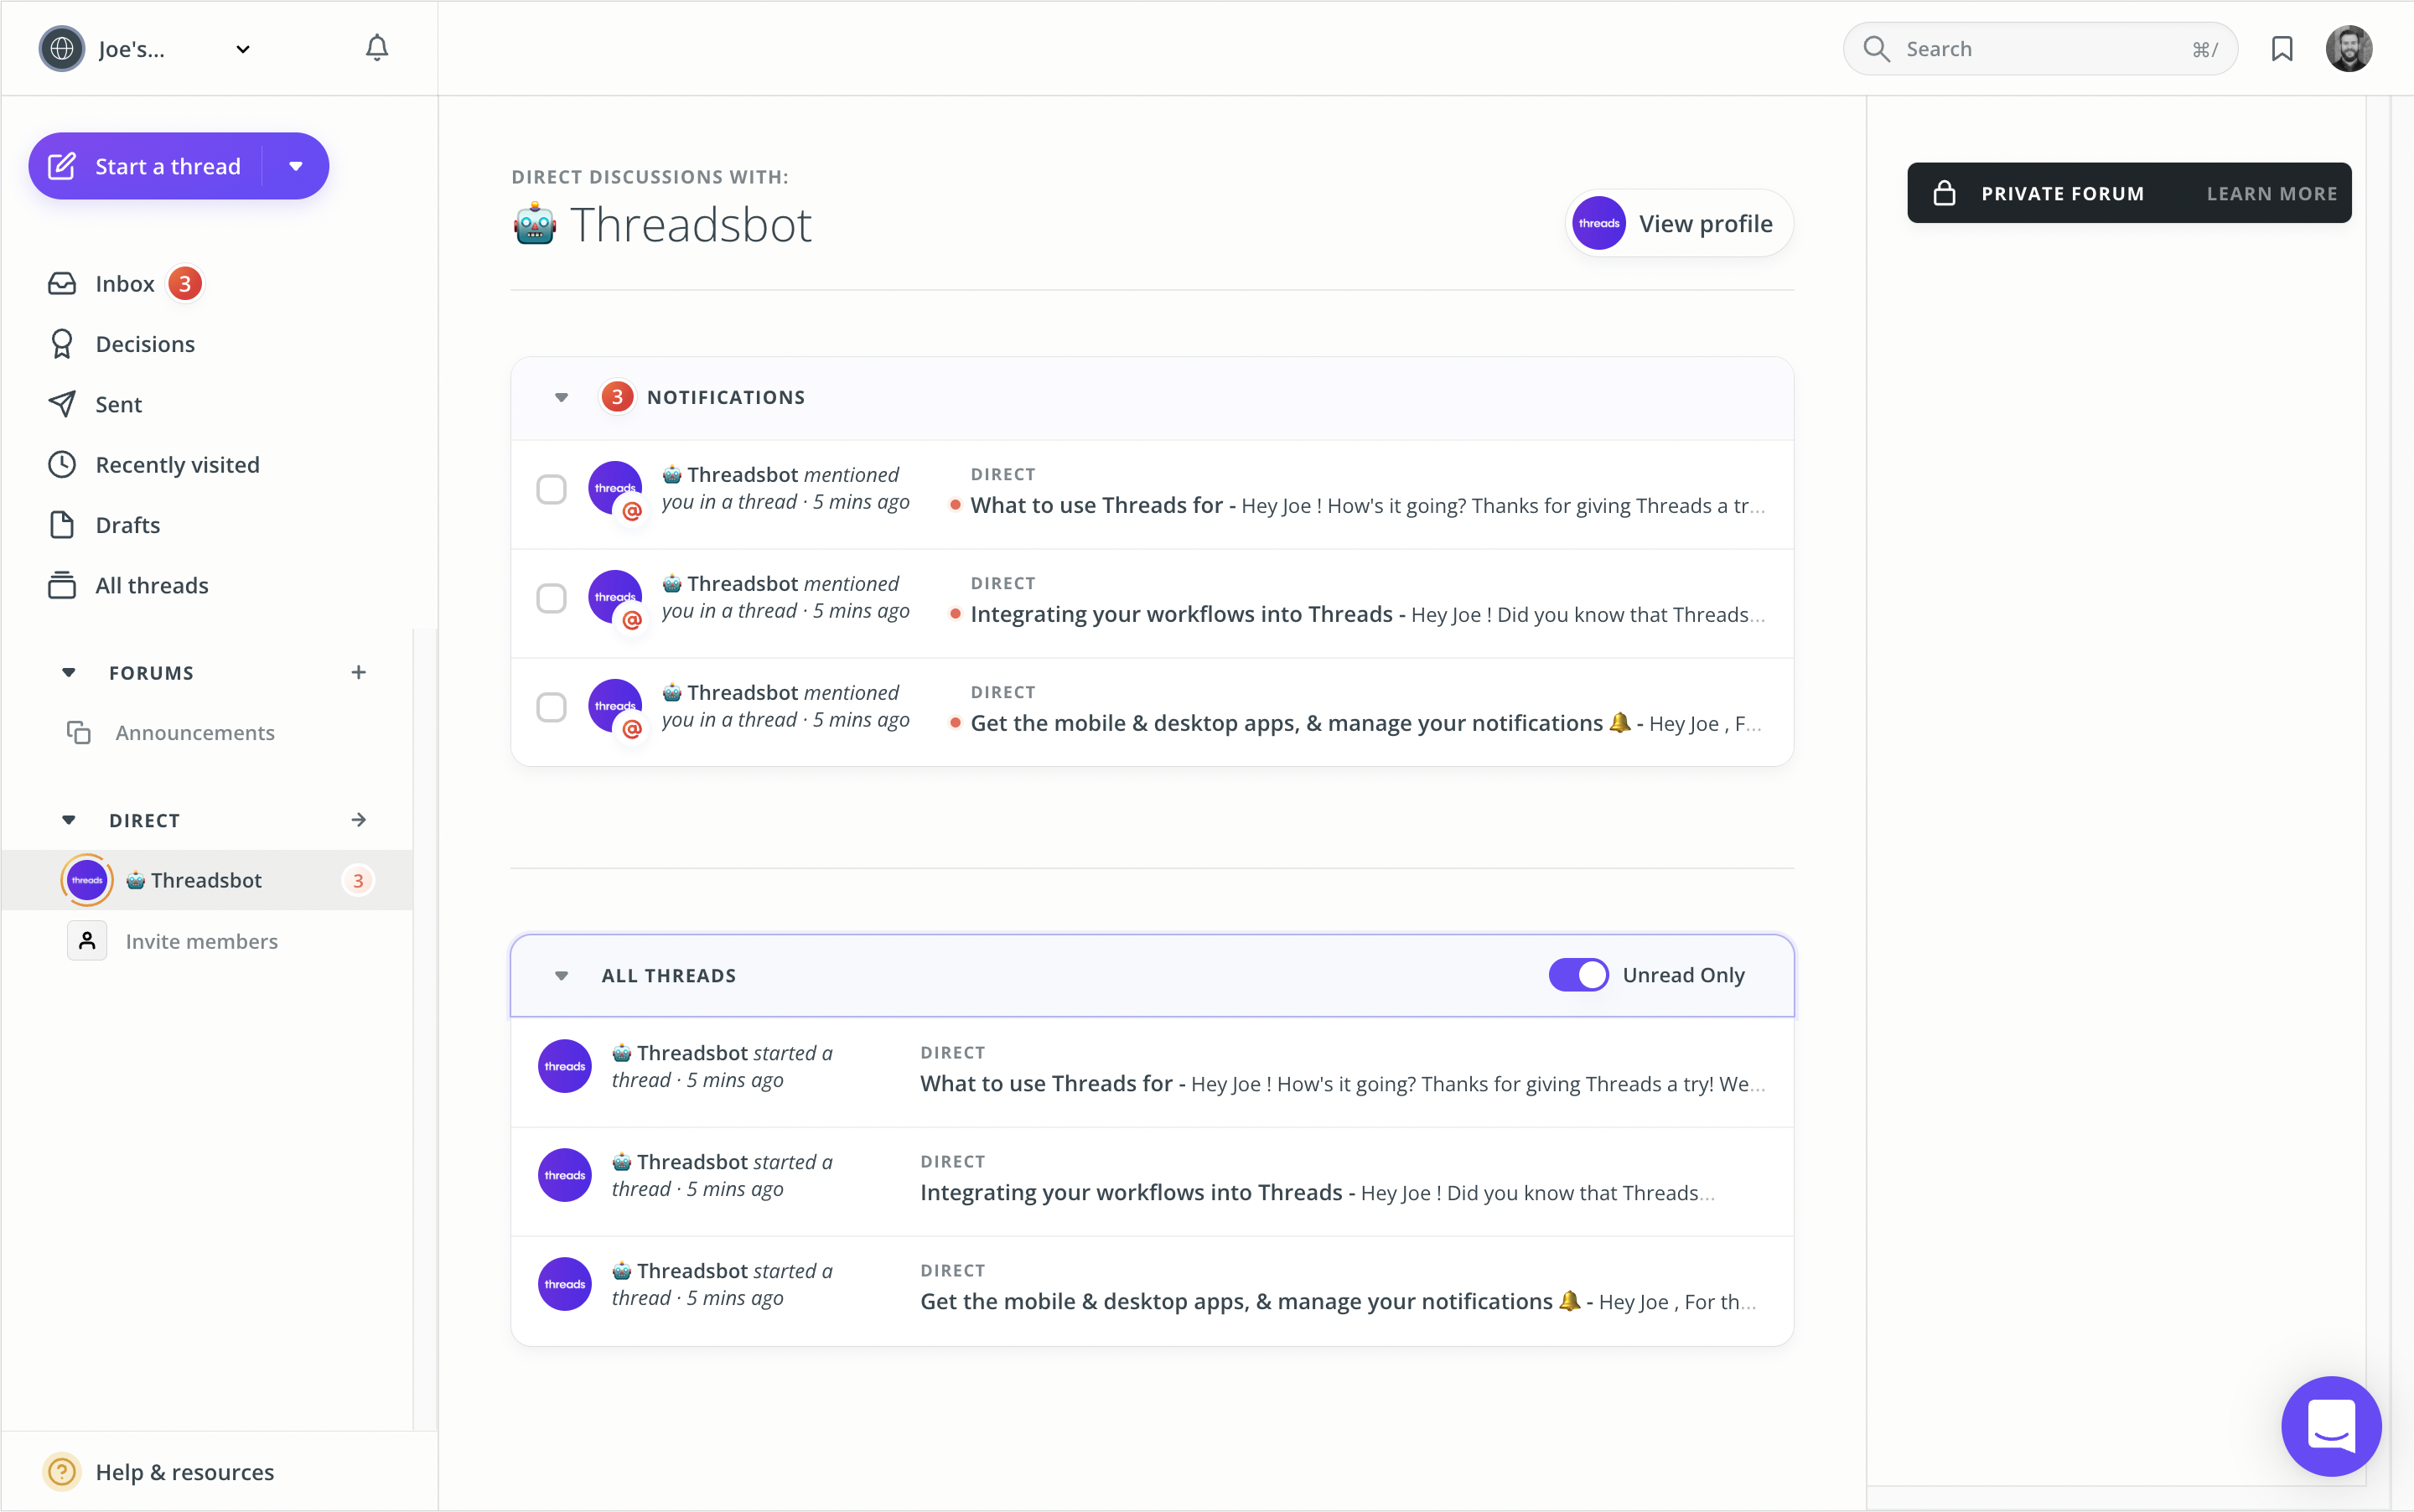 Joe's...
Search
⌘/
Start a thread
Inbox 3
Decisions
Sent
Recently visited
Drafts
All threads
FORUMS
Announcements
DIRECT
threads 🤖 Threadsbot 3
Invite members
Help & resources
DIRECT DISCUSSIONS WITH:
🤖 Threadsbot
threads View profile
3 NOTIFICATIONS
threads @
🤖 Threadsbot mentioned
you in a thread · 5 mins ago
DIRECT
What to use Threads for - Hey Joe ! How's it going? Thanks for giving Threads a tr...
threads @
🤖 Threadsbot mentioned
you in a thread · 5 mins ago
DIRECT
Integrating your workflows into Threads - Hey Joe ! Did you know that Threads...
threads @
🤖 Threadsbot mentioned
you in a thread · 5 mins ago
DIRECT
Get the mobile & desktop apps, & manage your notifications 🔔 - Hey Joe , F...
ALL THREADS
Unread Only
threads
🤖 Threadsbot started a
thread · 5 mins ago
DIRECT
What to use Threads for - Hey Joe ! How's it going? Thanks for giving Threads a try! We...
threads
🤖 Threadsbot started a
thread · 5 mins ago
DIRECT
Integrating your workflows into Threads - Hey Joe ! Did you know that Threads...
threads
🤖 Threadsbot started a
thread · 5 mins ago
DIRECT
Get the mobile & desktop apps, & manage your notifications 🔔 - Hey Joe , For th...
PRIVATE FORUM
LEARN MORE